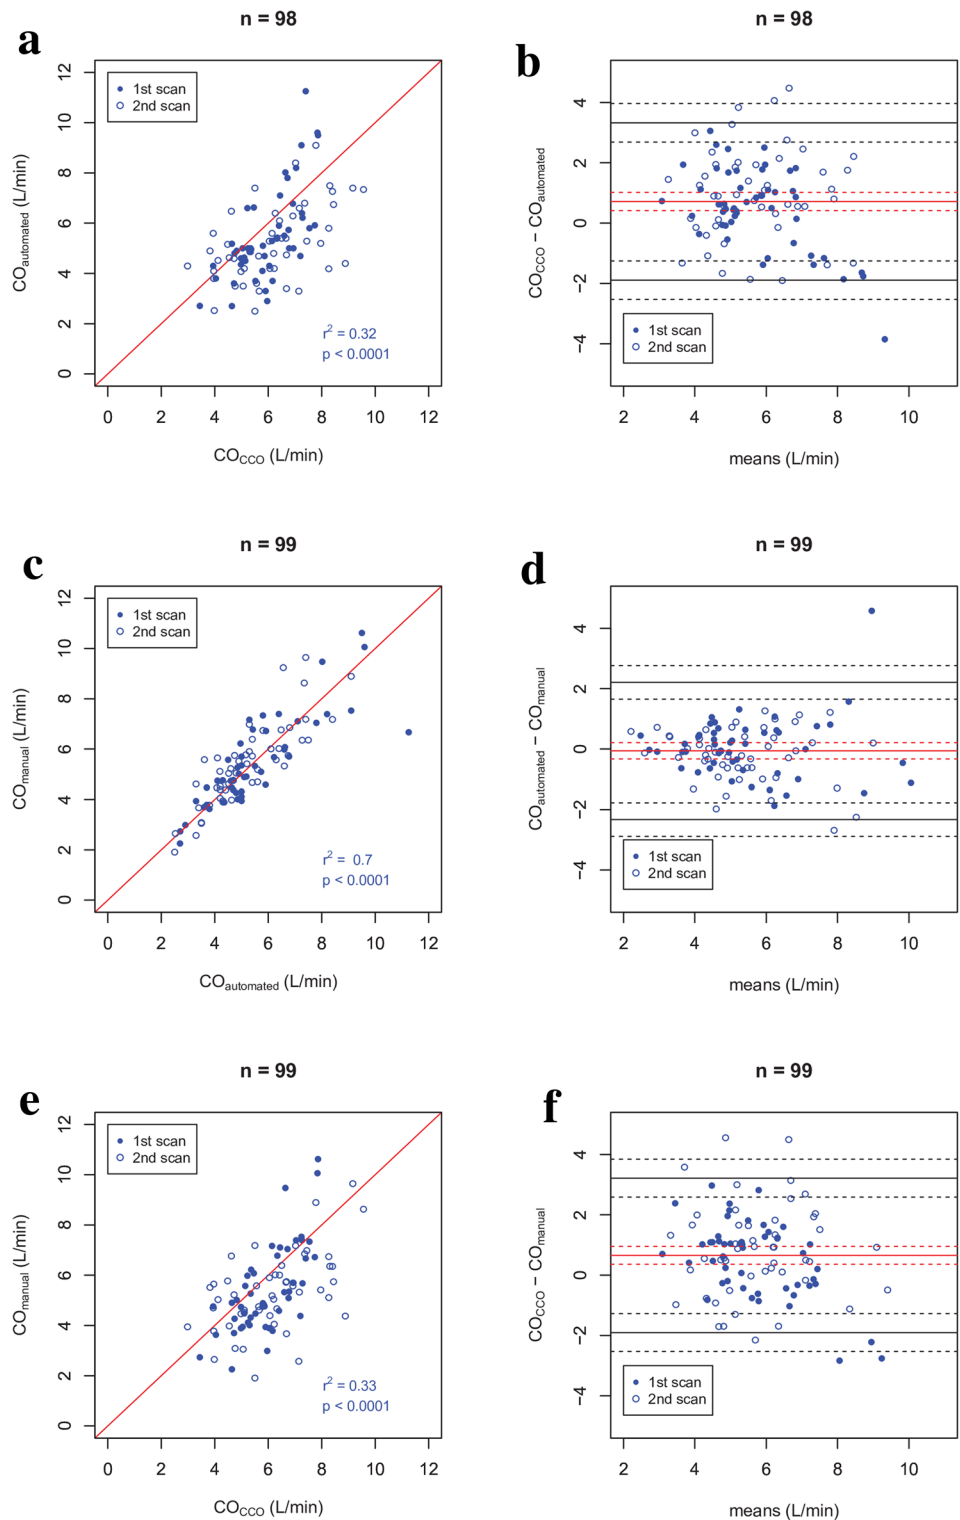 a
n = 98
1st scan
2nd scan
r² = 0.32
p < 0.0001
0 2 4 6 8 10 12
0 2 4 6 8 10 12
CO_automated (L/min)
CO_CCO (L/min)
b
n = 98
1st scan
2nd scan
−4 −2 0 2 4
2 4 6 8 10
CO_CCO − CO_automated
means (L/min)
c
n = 99
1st scan
2nd scan
r² = 0.7
p < 0.0001
0 2 4 6 8 10 12
0 2 4 6 8 10 12
CO_manual (L/min)
CO_automated (L/min)
d
n = 99
1st scan
2nd scan
−4 −2 0 2 4
2 4 6 8 10
CO_automated − CO_manual
means (L/min)
e
n = 99
1st scan
2nd scan
r² = 0.33
p < 0.0001
0 2 4 6 8 10 12
0 2 4 6 8 10 12
CO_manual (L/min)
CO_CCO (L/min)
f
n = 99
1st scan
2nd scan
−4 −2 0 2 4
2 4 6 8 10
CO_CCO − CO_manual
means (L/min)